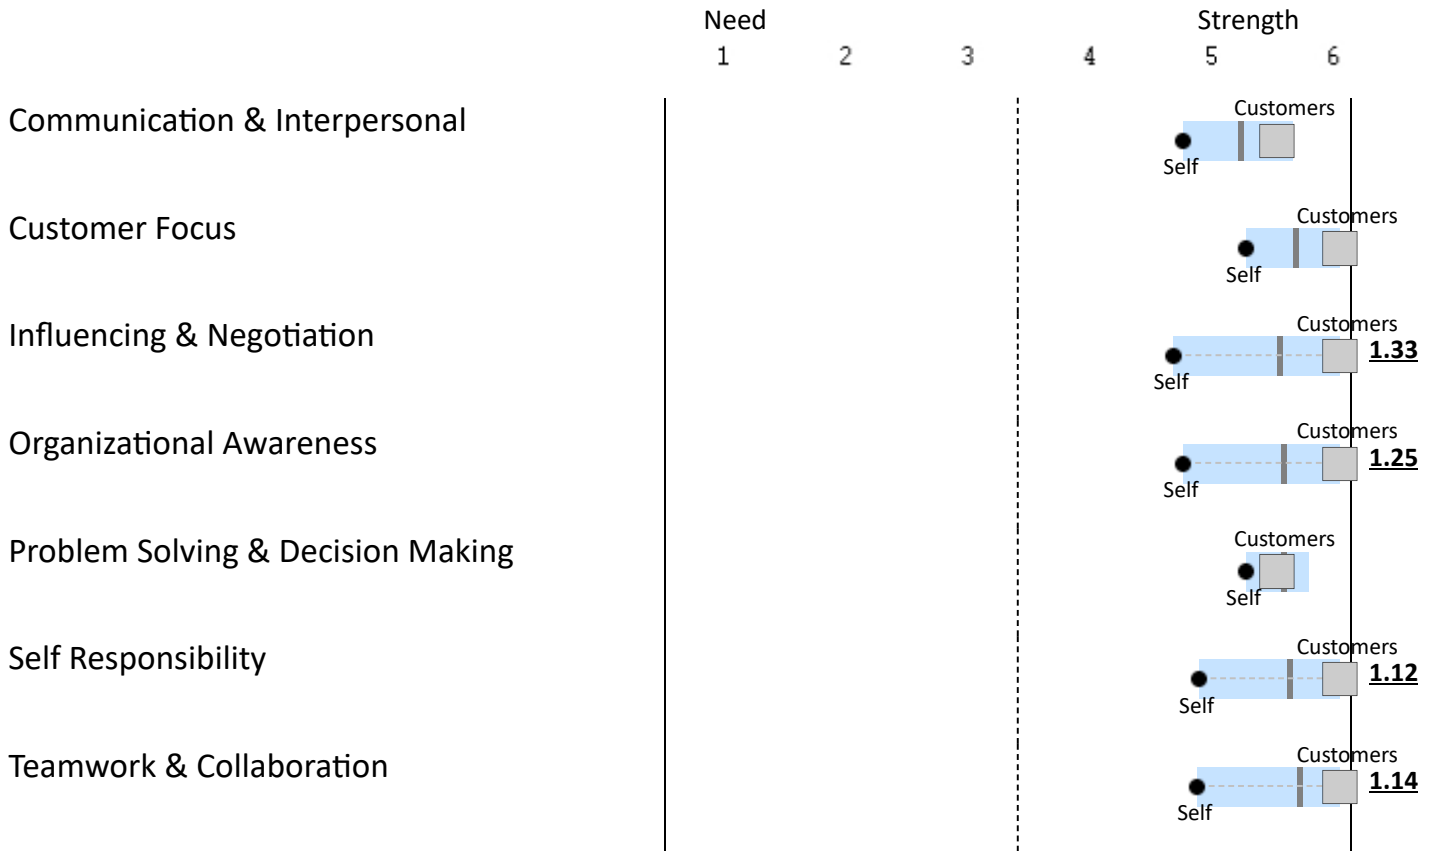 Need Strength
1 2 3 4 5 6
Communication & Interpersonal
Customers
Self
Customer Focus
Customers
Self
Influencing & Negotiation
Customers
1.33
Self
Organizational Awareness
Customers
1.25
Self
Problem Solving & Decision Making
Customers
Self
Self Responsibility
Customers
1.12
Self
Teamwork & Collaboration
Customers
1.14
Self